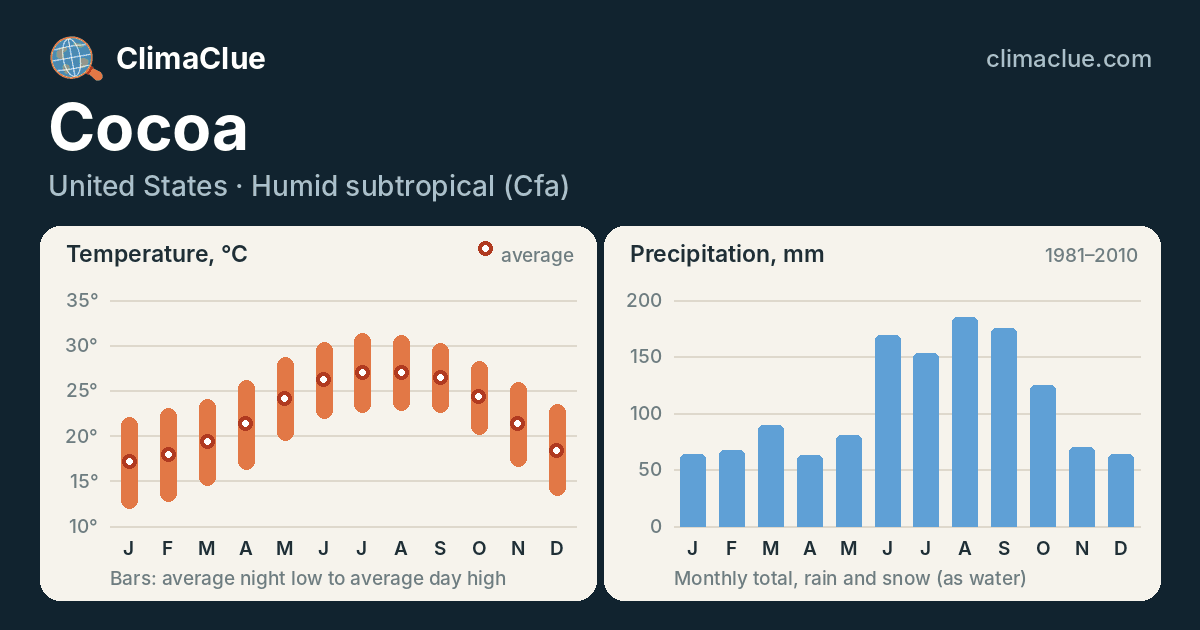 ClimaClue
climaclue.com
Cocoa
United States · Humid subtropical (Cfa)
Temperature, °C
average
35°
30°
25°
20°
15°
10°
J F M A M J J A S O N D
Bars: average night low to average day high
Precipitation, mm
1981–2010
200
150
100
50
0
J F M A M J J A S O N D
Monthly total, rain and snow (as water)